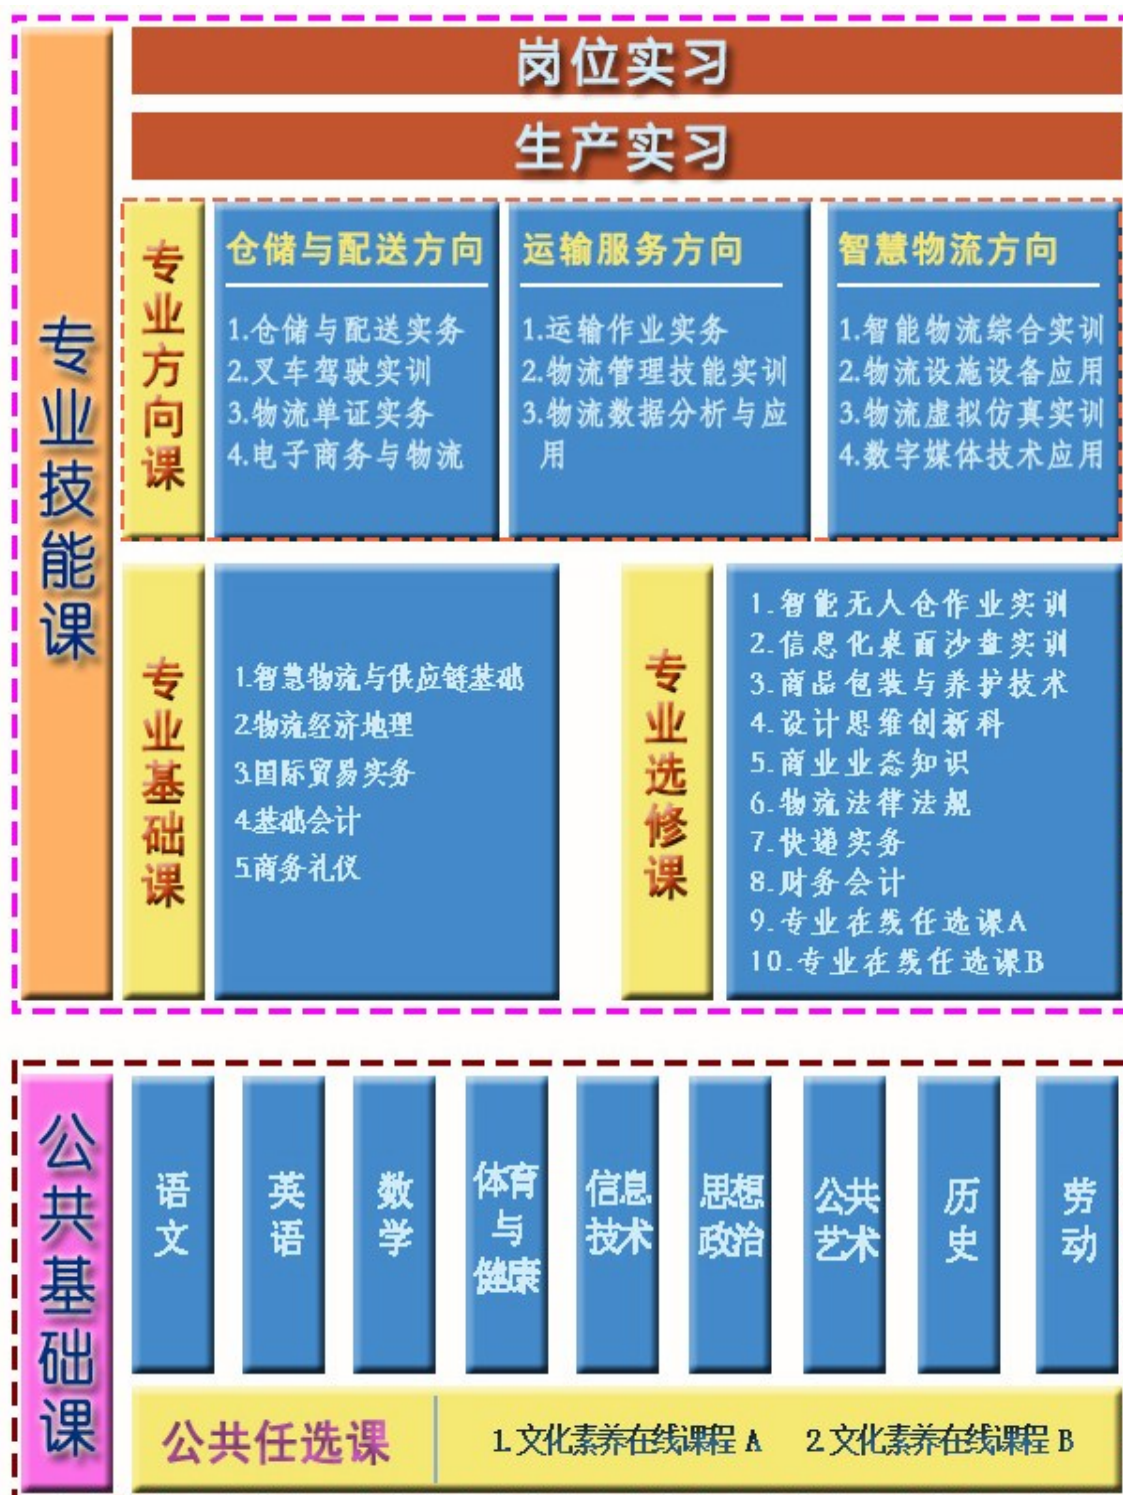 专业技能课
岗位实习
生产实习
专业方向课
仓储与配送方向
1.仓储与配送实务
2.叉车驾驶实训
3.物流单证实务
4.电子商务与物流
运输服务方向
1.运输作业实务
2.物流管理技能实训
3.物流数据分析与应
用
智慧物流方向
1.智能物流综合实训
2.物流设施设备应用
3.物流虚拟仿真实训
4.数字媒体技术应用
专业基础课
1.智慧物流与供应链基础
2.物流经济地理
3.国际贸易实务
4.基础会计
5.商务礼仪
专业选修课
1.智能无人仓作业实训
2.信息化桌面沙盘实训
3.商品包装与养护技术
4.设计思维创新科
5.商业业态知识
6.物流法律法规
7.快递实务
8.财务会计
9.专业在线任选课A
10.专业在线任选课B
公共基础课
语文
英语
数学
体育
与
健康
信息
技术
思想
政治
公共
艺术
历史
劳动
公共任选课
1.文化素养在线课程 A 2.文化素养在线课程 B